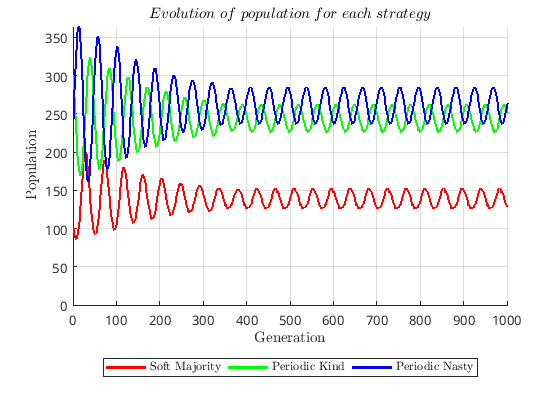 Evolution of population for each strategy
Population
350
300
250
200
150
100
50
0
0 100 200 300 400 500 600 700 800 900 1000
Generation
Soft Majority Periodic Kind Periodic Nasty